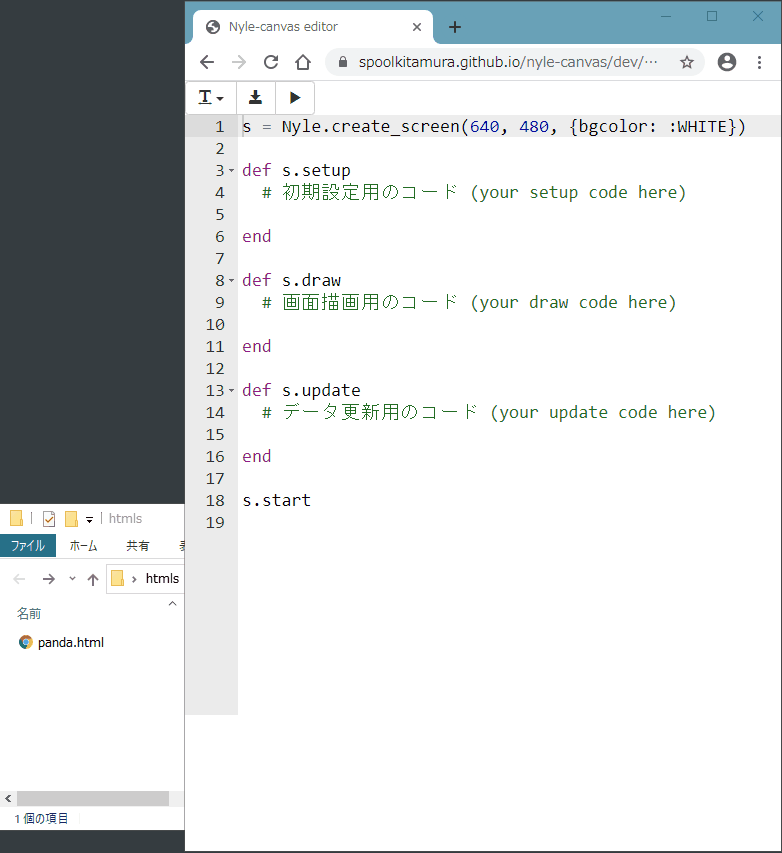 Nyle-canvas editor
spoolkitamura.github.io/nyle-canvas/dev/…
T
1 s = Nyle.create_screen(640, 480, {bgcolor: :WHITE})
2
3 def s.setup
4 # 初期設定用のコード (your setup code here)
5
6 end
7
8 def s.draw
9 # 画面描画用のコード (your draw code here)
10
11 end
12
13 def s.update
14 # データ更新用のコード (your update code here)
15
16 end
17
18 s.start
19
htmls
ファイル ホーム 共有
htmls
名前
panda.html
1 個の項目